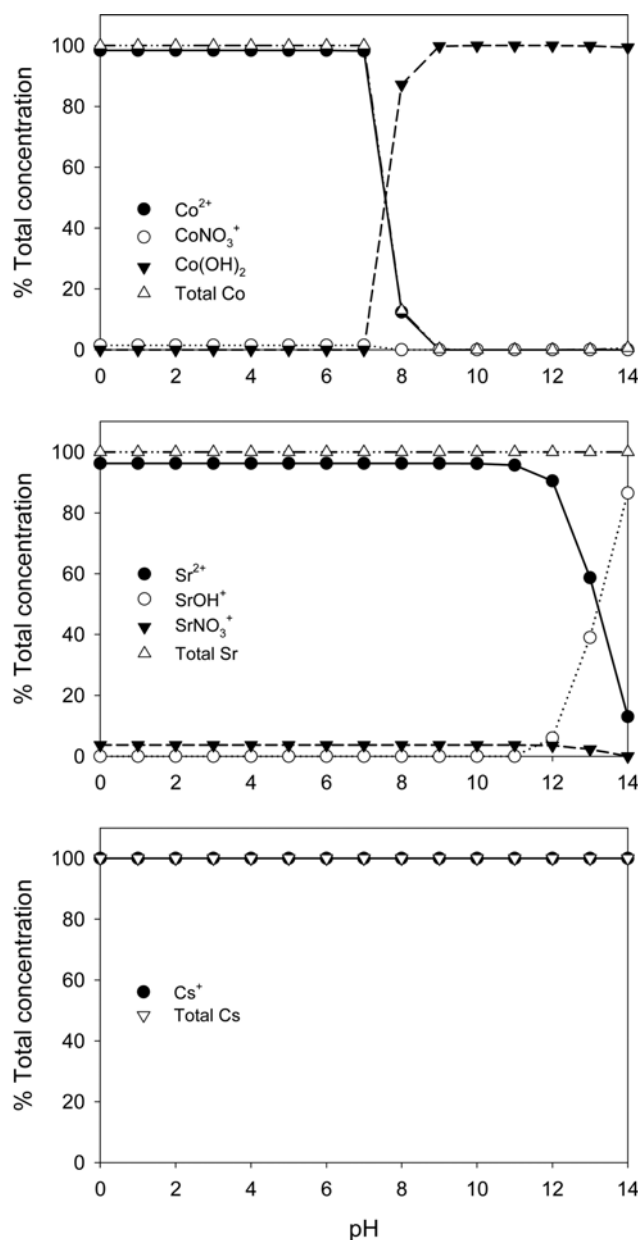 % Total concentration
100
80
60
40
20
0
Co²⁺
CoNO₃⁺
Co(OH)₂
Total Co
0 2 4 6 8 10 12 14
% Total concentration
100
80
60
40
20
0
Sr²⁺
SrOH⁺
SrNO₃⁺
Total Sr
0 2 4 6 8 10 12 14
% Total concentration
100
80
60
40
20
0
Cs⁺
Total Cs
0 2 4 6 8 10 12 14
pH